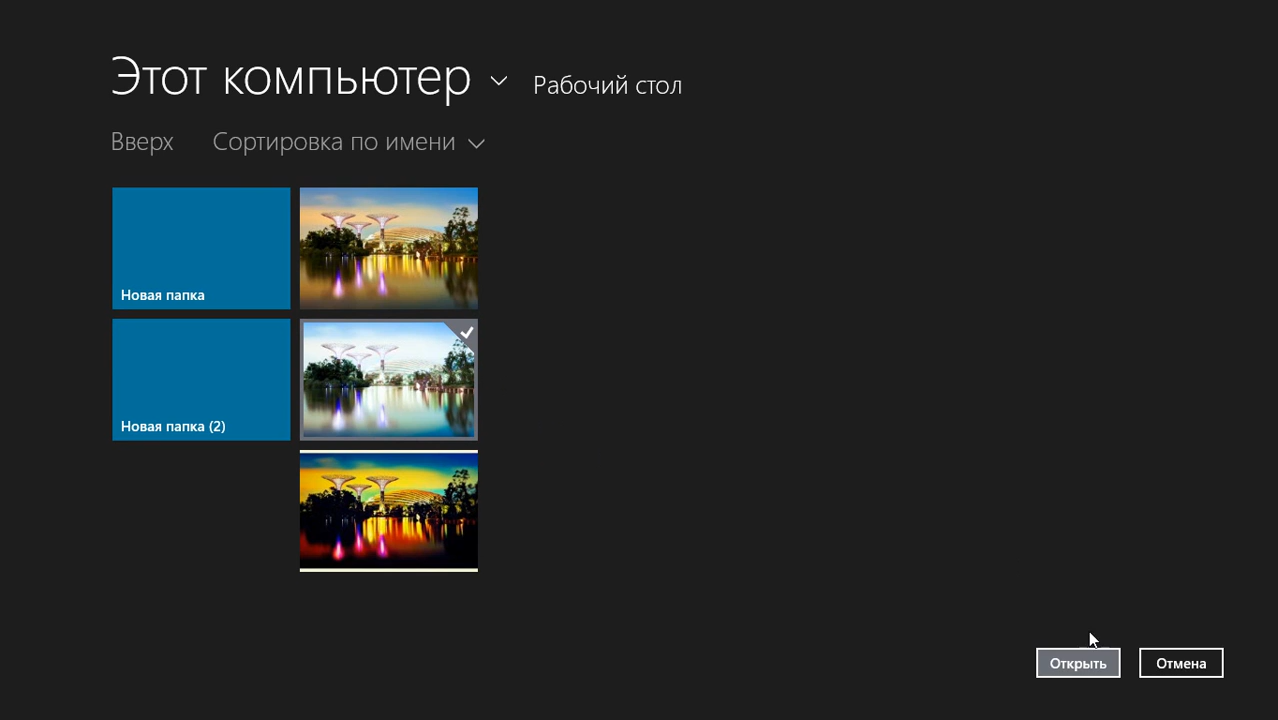 Этот компьютер Рабочий стол
Вверх Сортировка по имени
Новая папка
Новая папка (2)
Открыть Отмена